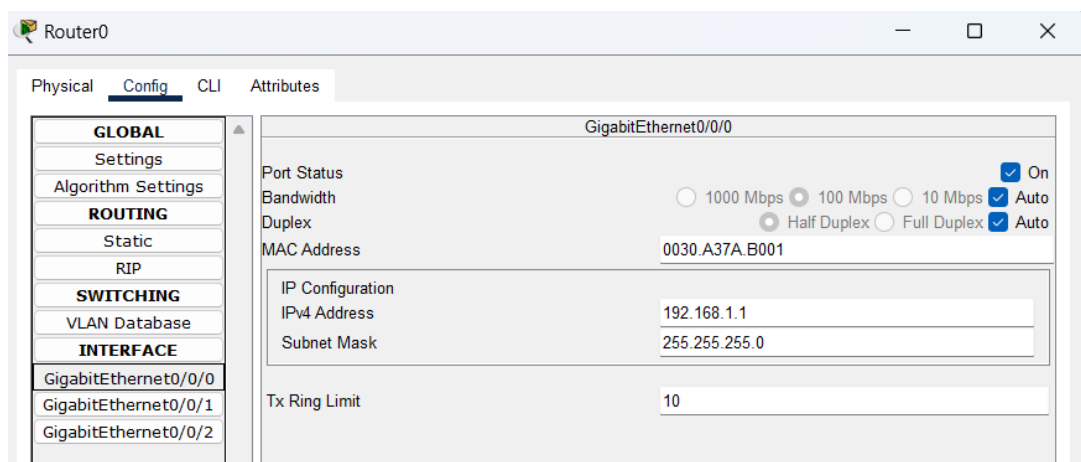 Router0
Physical Config CLI Attributes
GLOBAL
Settings
Algorithm Settings
ROUTING
Static
RIP
SWITCHING
VLAN Database
INTERFACE
GigabitEthernet0/0/0
GigabitEthernet0/0/1
GigabitEthernet0/0/2
GigabitEthernet0/0/0
Port Status On
Bandwidth 1000 Mbps 100 Mbps 10 Mbps Auto
Duplex Half Duplex Full Duplex Auto
MAC Address 0030.A37A.B001
IP Configuration
IPv4 Address 192.168.1.1
Subnet Mask 255.255.255.0
Tx Ring Limit 10